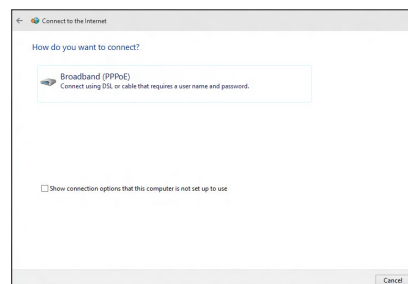 Connect to the Internet
How do you want to connect?
Broadband (PPPoE)
Connect using DSL or cable that requires a user name and password.
Show connection options that this computer is not set up to use
Cancel